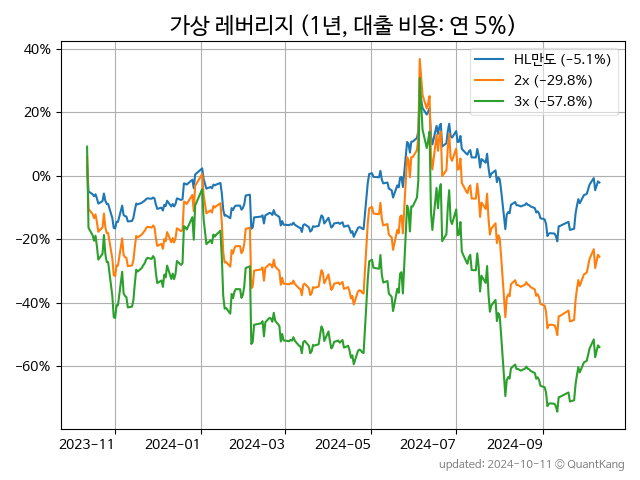 가상 레버리지 (1년, 대출 비용: 연 5%)
40%
20%
0%
−20%
−40%
−60%
HL만도 (−5.1%)
2x (−29.8%)
3x (−57.8%)
2023-11
2024-01
2024-03
2024-05
2024-07
2024-09
updated: 2024-10-11 © QuantKang